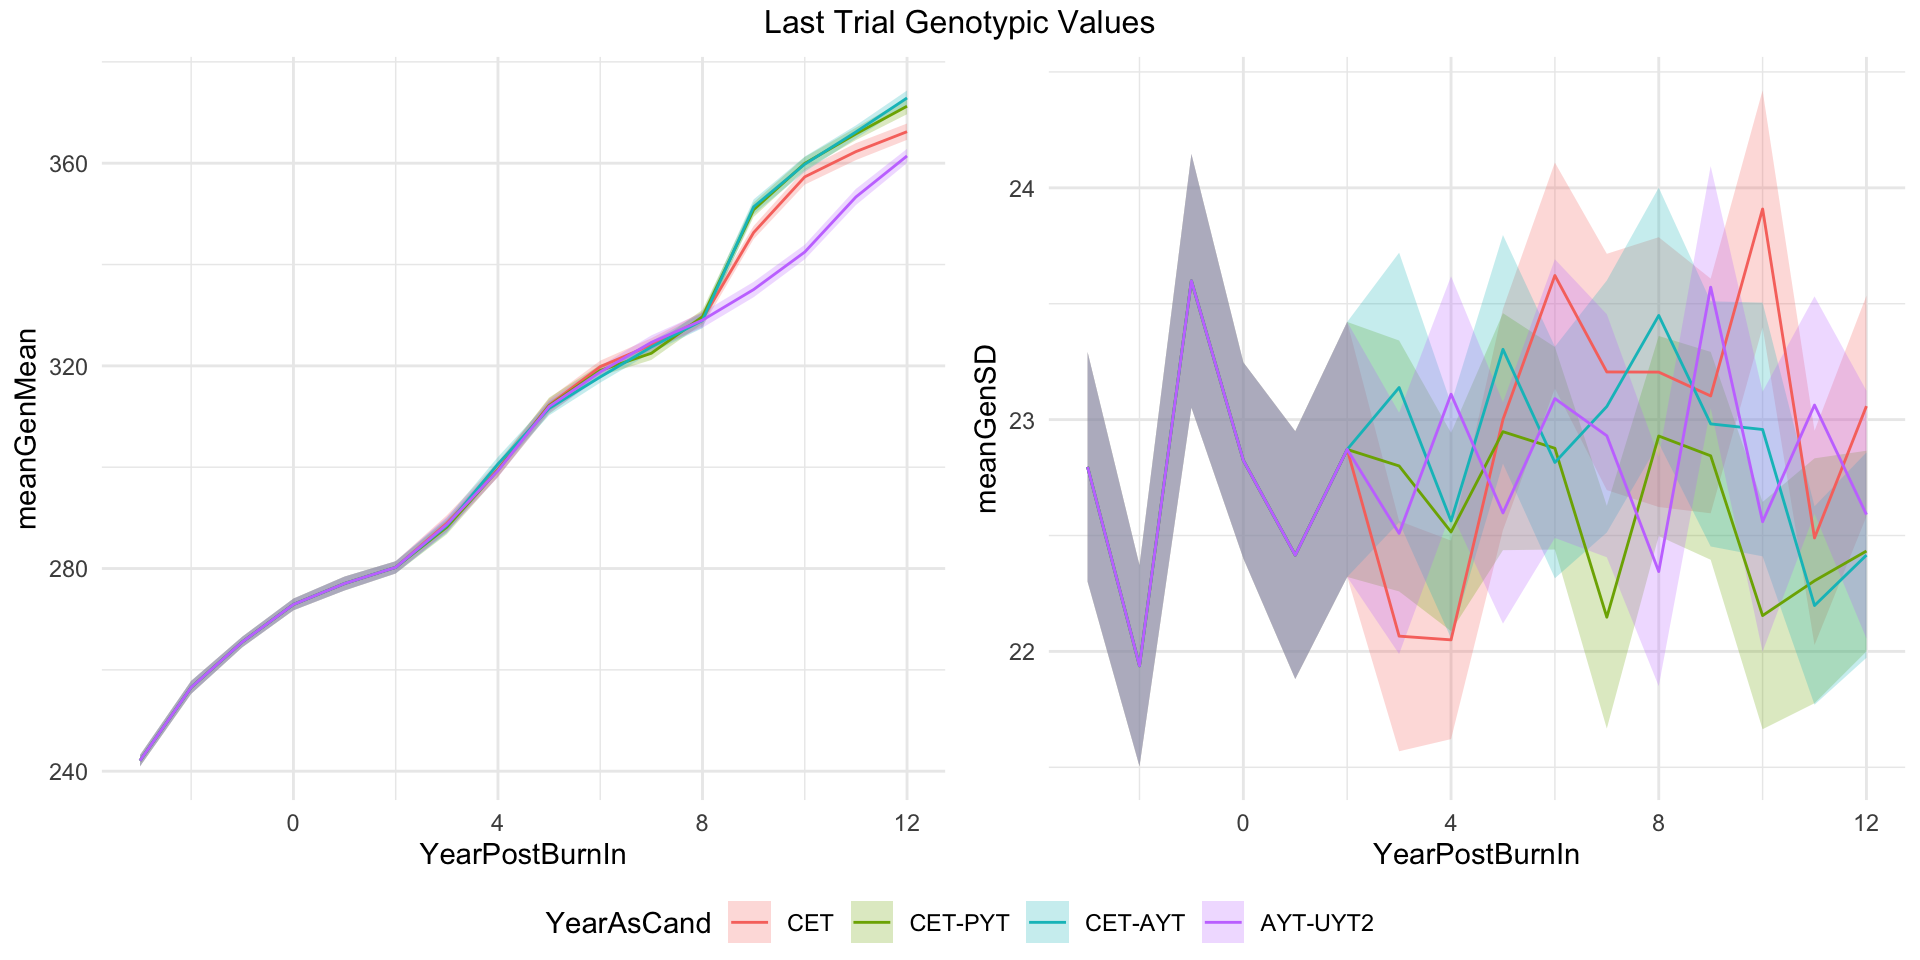 Last Trial Genotypic Values
meanGenMean
360
320
280
240
0 4 8 12
YearPostBurnIn
meanGenSD
24
23
22
0 4 8 12
YearPostBurnIn
YearAsCand CET CET-PYT CET-AYT AYT-UYT2